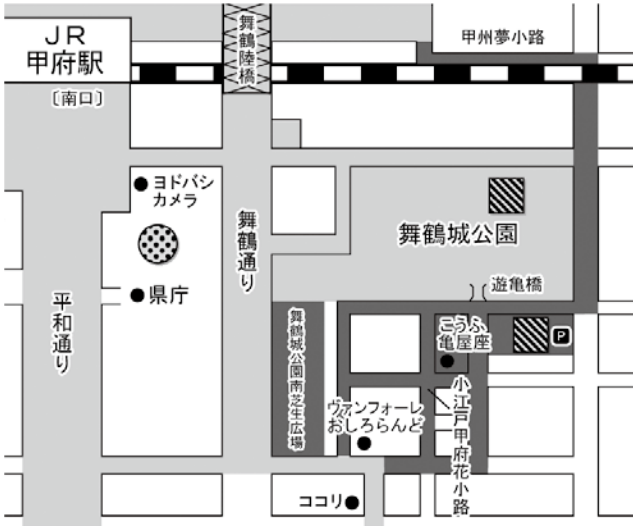 JR
甲府駅
〔南口〕
舞鶴陸橋
甲州夢小路
ヨドバシ
カメラ
舞鶴通り
舞鶴城公園
県庁
平和通り
遊亀橋
舞鶴城公園南芝生広場
こうふ
亀屋座
P
ヴァンフォーレ
おしろらんど
小江戸甲府花小路
ココリ